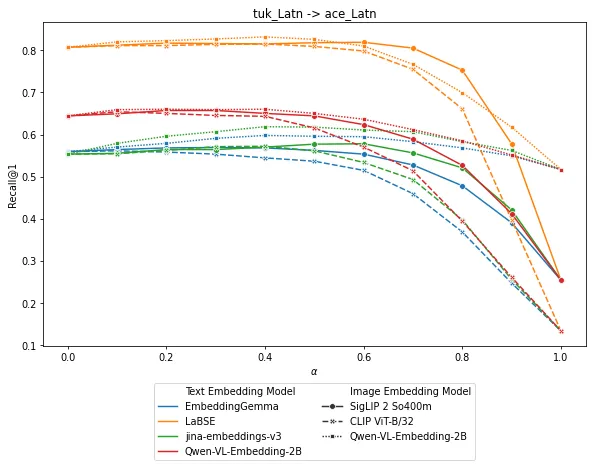 tuk_Latn -> ace_Latn
Recall@1
0.8
0.7
0.6
0.5
0.4
0.3
0.2
0.1
0.0 0.2 0.4 0.6 0.8 1.0
α
Text Embedding Model
EmbeddingGemma
LaBSE
jina-embeddings-v3
Qwen-VL-Embedding-2B
Image Embedding Model
SigLIP 2 So400m
CLIP ViT-B/32
Qwen-VL-Embedding-2B